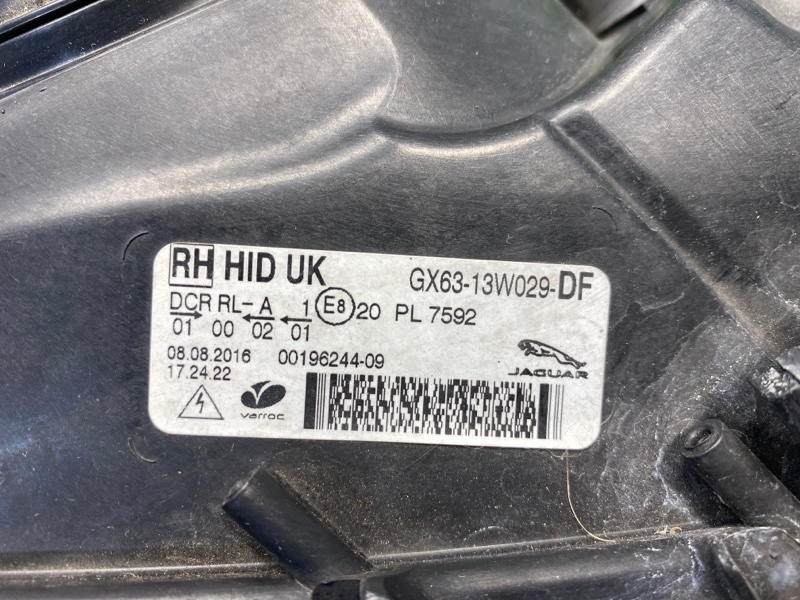 RH HID UK GX63-13W029-DF
DCR RL-A 1 E8 20 PL 7592
01 00 02 01
08.08.2016 00196244-09
17.24.22
JAGUAR
varroc